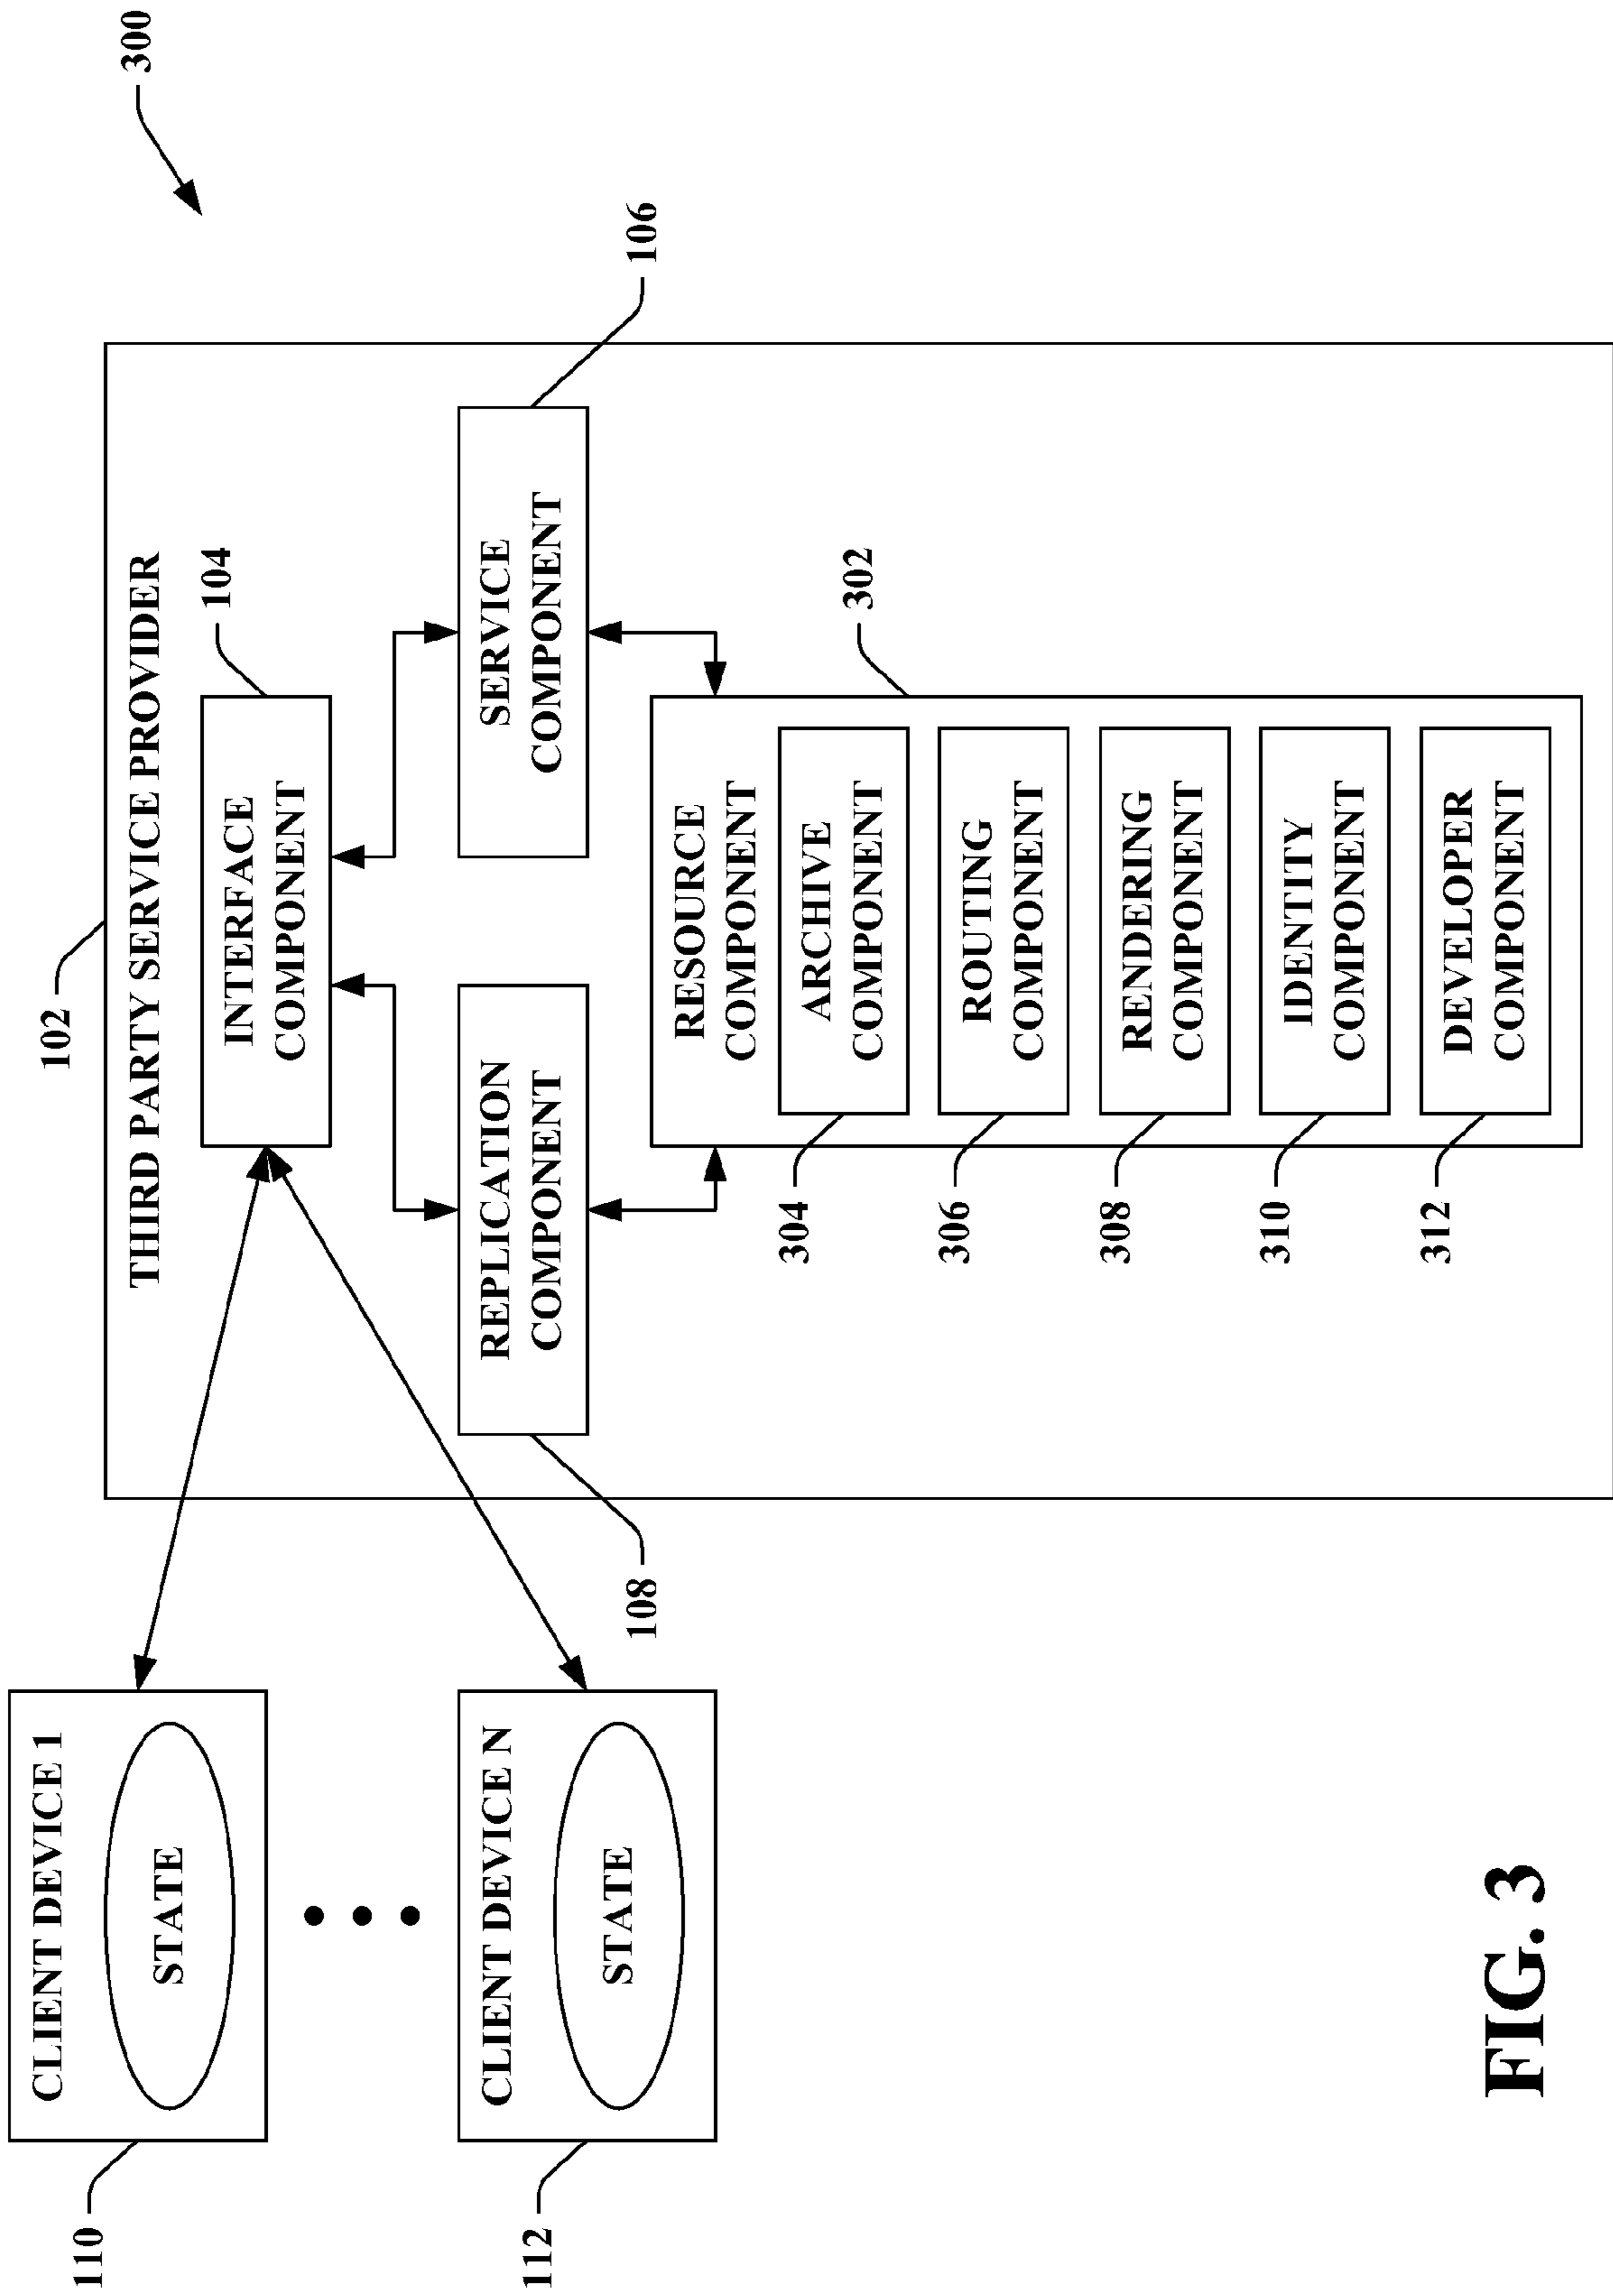 300
102
THIRD PARTY SERVICE PROVIDER
CLIENT DEVICE 1
STATE
110
INTERFACE
COMPONENT
104
CLIENT DEVICE N
STATE
112
REPLICATION
COMPONENT
108
SERVICE
COMPONENT
106
RESOURCE
COMPONENT
302
ARCHIVE
COMPONENT
304
ROUTING
COMPONENT
306
RENDERING
COMPONENT
308
IDENTITY
COMPONENT
310
DEVELOPER
COMPONENT
312
FIG. 3